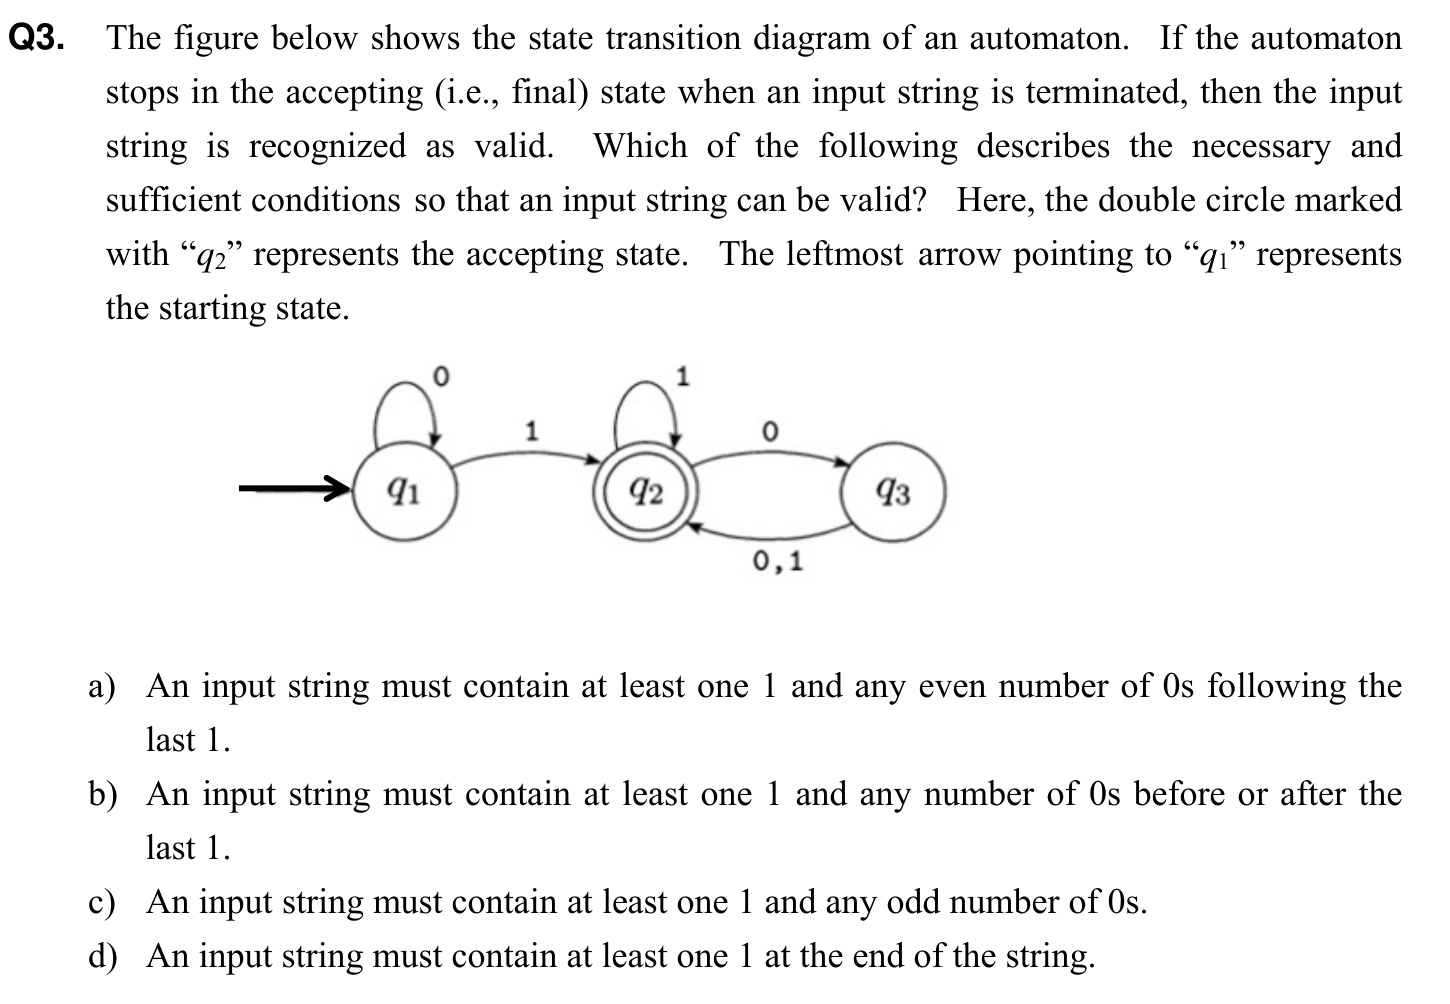 Q3. The figure below shows the state transition diagram of an automaton. If the automaton
stops in the accepting (i.e., final) state when an input string is terminated, then the input
string is recognized as valid. Which of the following describes the necessary and
sufficient conditions so that an input string can be valid? Here, the double circle marked
with “q₂” represents the accepting state. The leftmost arrow pointing to “q₁” represents
the starting state.
0
1
1
0
q₁
q₂
q₃
0,1
a) An input string must contain at least one 1 and any even number of 0s following the
last 1.
b) An input string must contain at least one 1 and any number of 0s before or after the
last 1.
c) An input string must contain at least one 1 and any odd number of 0s.
d) An input string must contain at least one 1 at the end of the string.